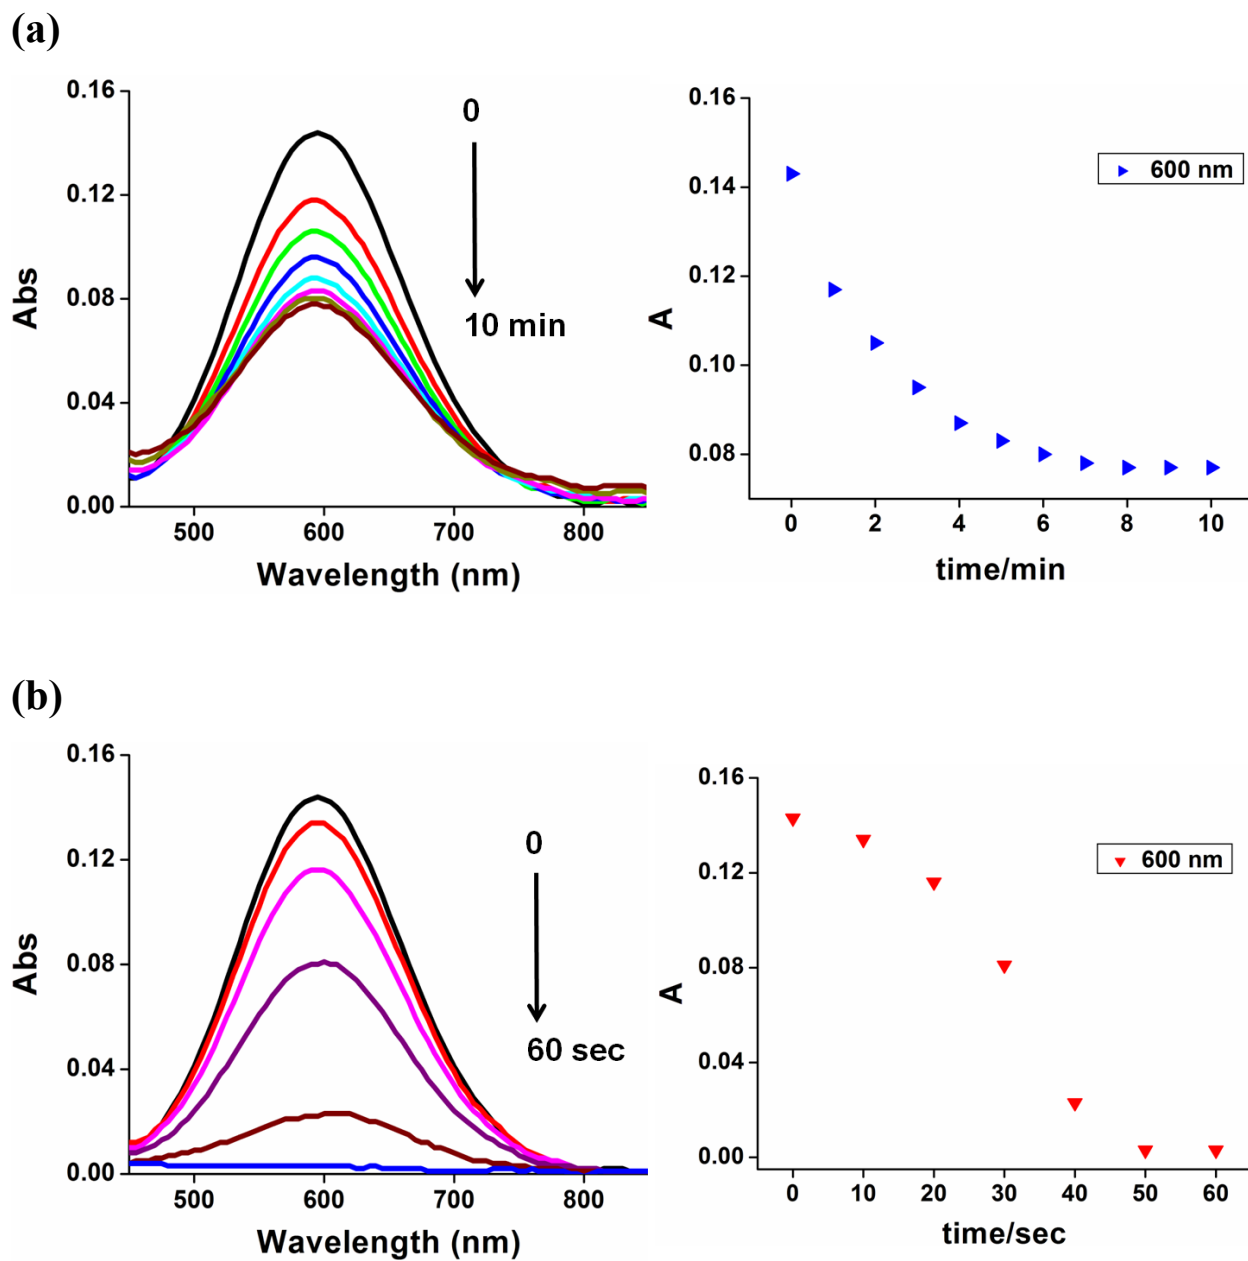 (a)
0.16
0.12
0.08
0.04
0.00
Abs
0
10 min
500 600 700 800
Wavelength (nm)
0.16
0.14
0.12
0.10
0.08
A
600 nm
0 2 4 6 8 10
time/min
(b)
0.16
0.12
0.08
0.04
0.00
Abs
0
60 sec
500 600 700 800
Wavelength (nm)
0.16
0.12
0.08
0.04
0.00
A
600 nm
0 10 20 30 40 50 60
time/sec